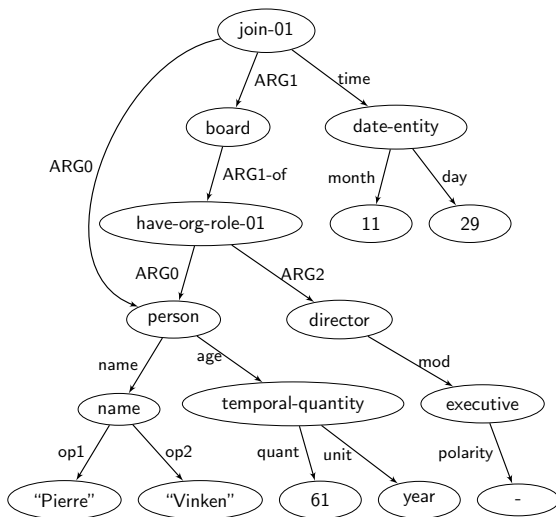 join-01
ARG1
time
board
date-entity
ARG0
ARG1-of
month
day
have-org-role-01
11
29
ARG0
ARG2
person
director
name
age
mod
name
temporal-quantity
executive
op1
op2
quant
unit
polarity
“Pierre”
“Vinken”
61
year
-